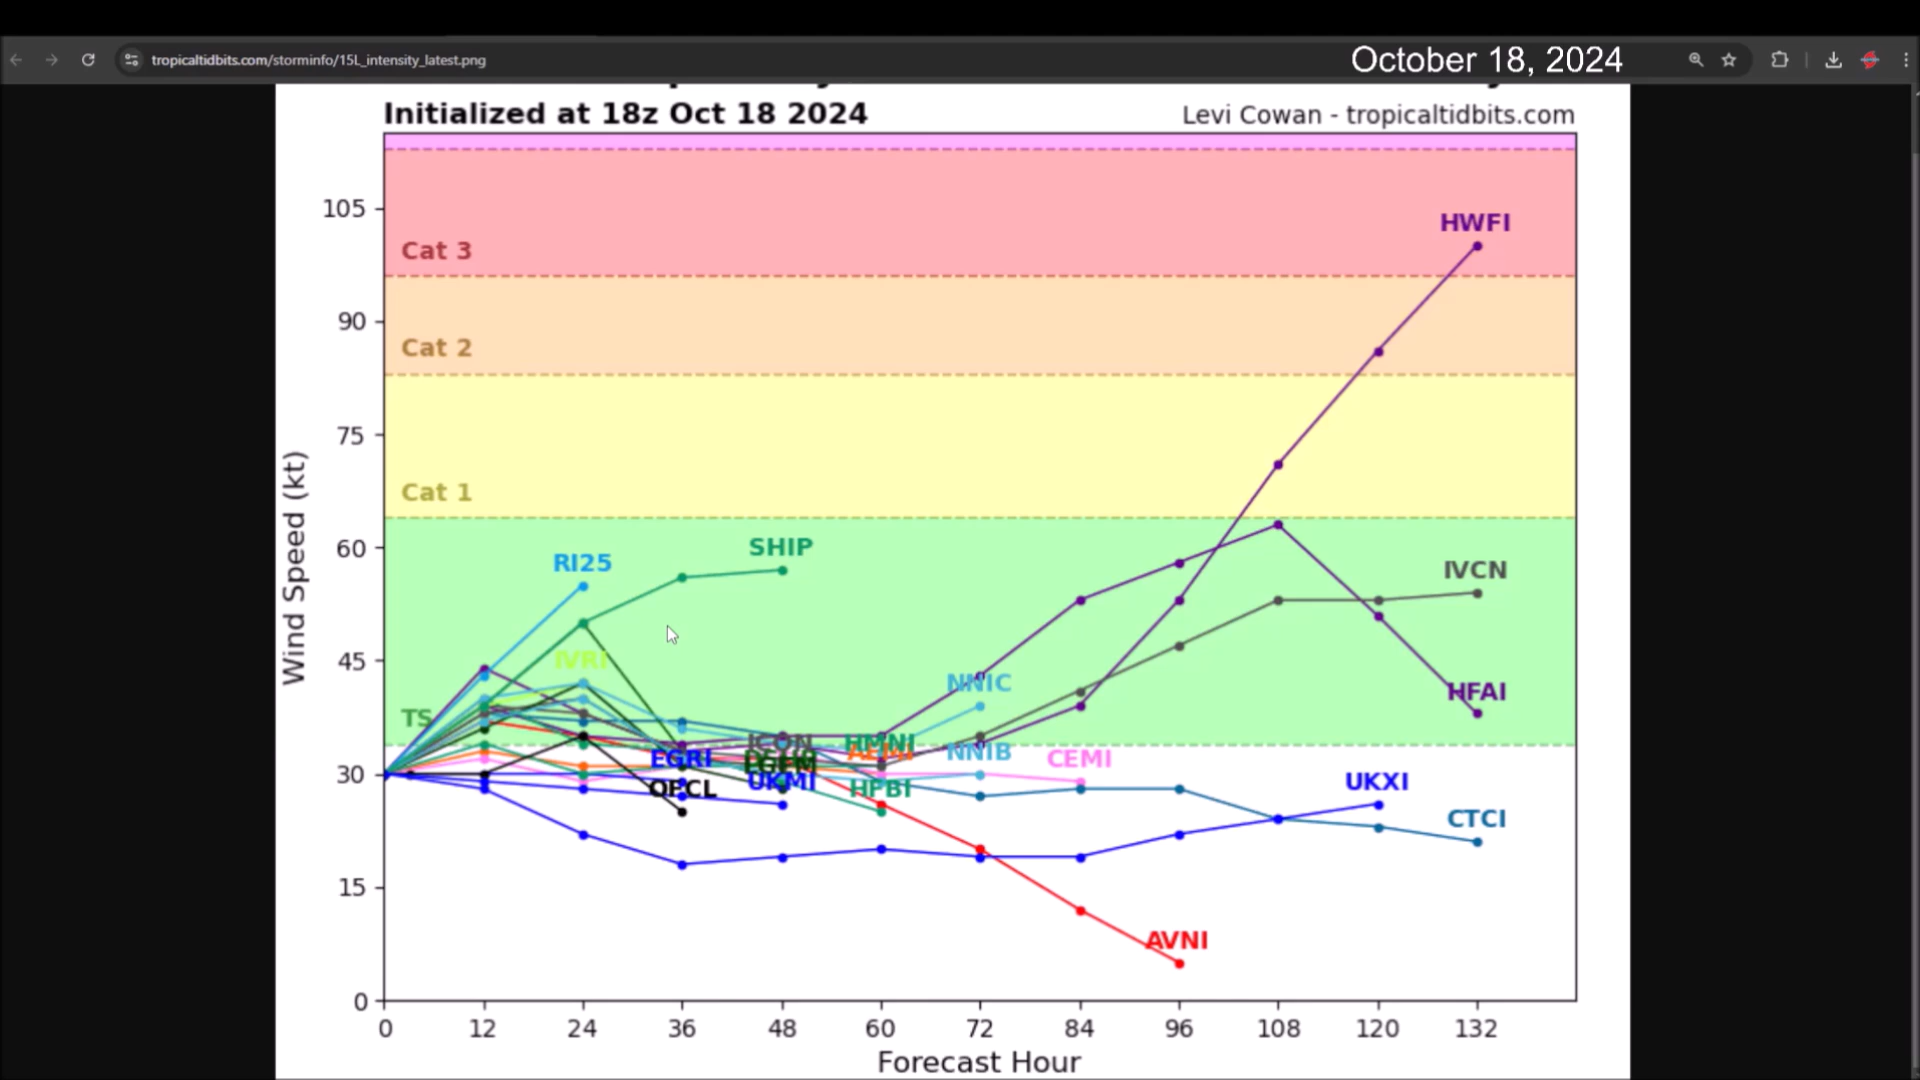 tropicaltidbits.com/storminfo/15L_intensity_latest.png
October 18, 2024
Initialized at 18z Oct 18 2024
Levi Cowan - tropicaltidbits.com
105
HWFI
Cat 3
90
Cat 2
75
Cat 1
60
RI25
SHIP
IVCN
45
IVRI
NNIC
HFAI
TS
ICON
HMNI
AEMI
NNIB
CEMI
EGRI
LGEM
30
OFCL
UKMI
HPBI
UKXI
CTCI
15
AVNI
0
0 12 24 36 48 60 72 84 96 108 120 132
Forecast Hour
Wind Speed (kt)